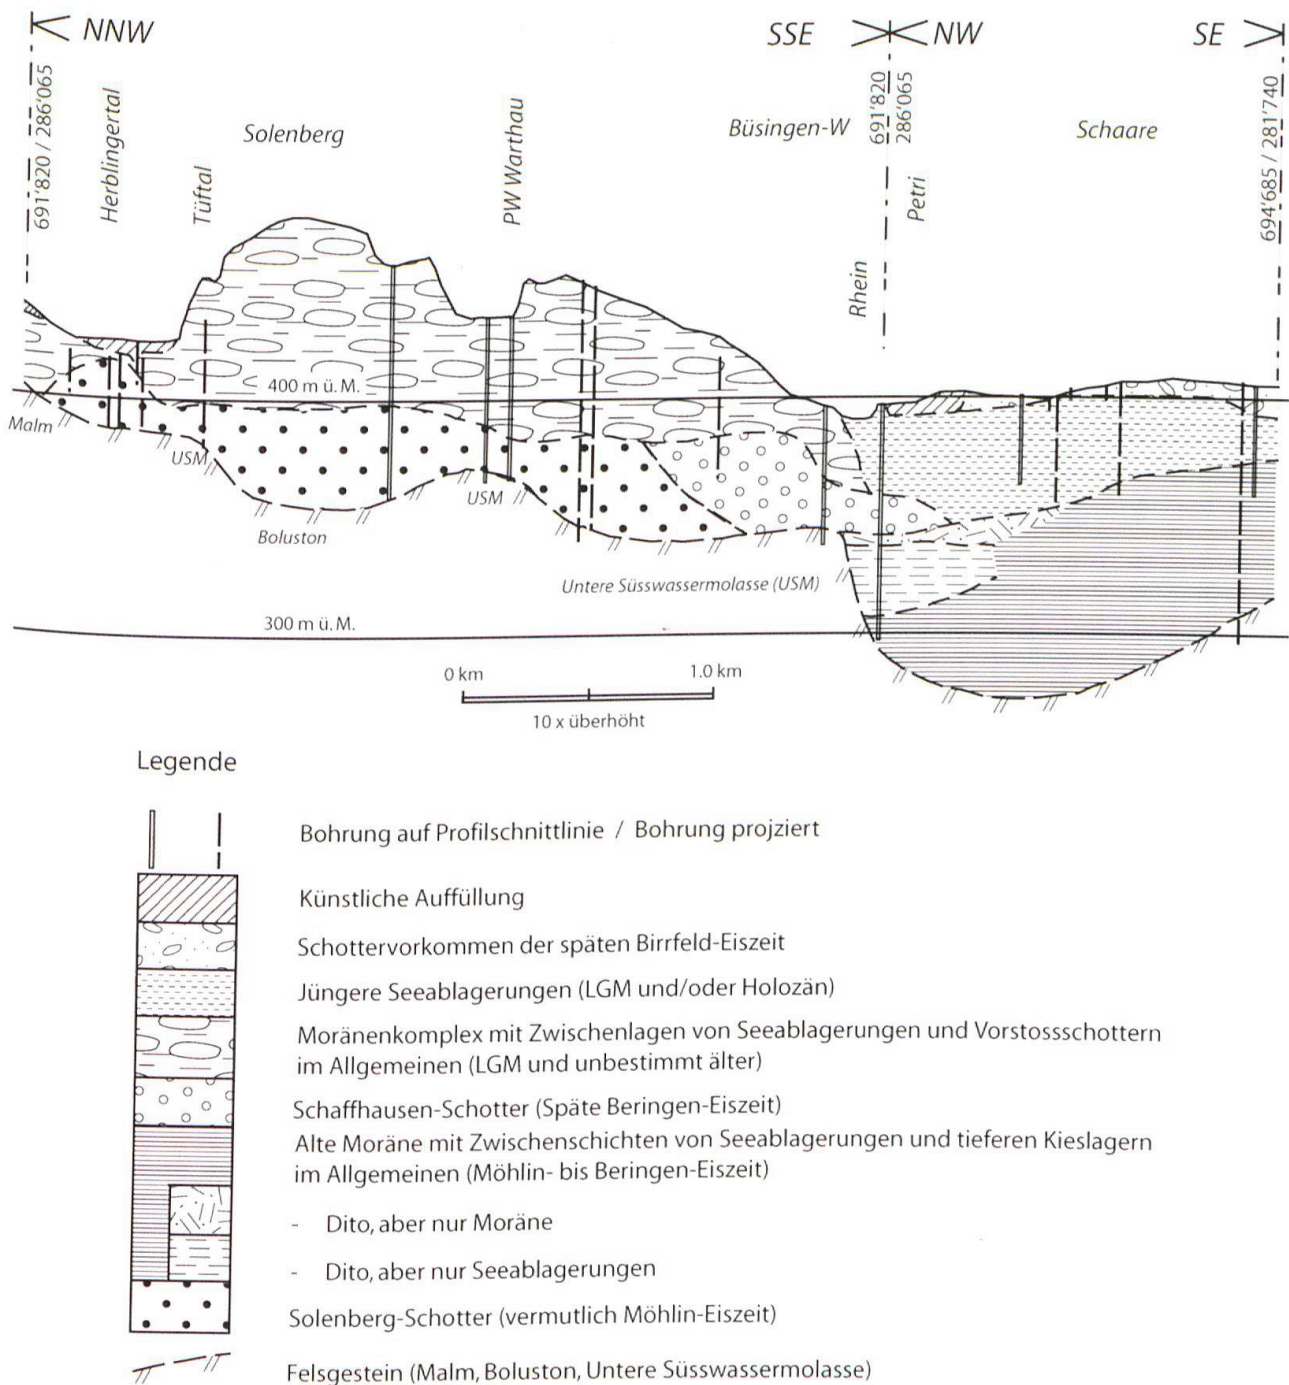 NNW
SSE
NW
SE
691'820 / 286'065
Herblingertal
Tüftal
Solenberg
PW Warthau
Büsingen-W
691'820
286'065
Petri
Rhein
Schaare
694'685 / 281'740
400 m ü. M.
Malm
USM
USM
Boluston
Untere Süsswassermolasse (USM)
300 m ü. M.
0 km
1.0 km
10 x überhöht
Legende
Bohrung auf Profilschnittlinie / Bohrung projziert
Künstliche Auffüllung
Schottervorkommen der späten Birrfeld-Eiszeit
Jüngere Seeablagerungen (LGM und/oder Holozän)
Moränenkomplex mit Zwischenlagen von Seeablagerungen und Vorstossschottern
im Allgemeinen (LGM und unbestimmt älter)
Schaffhausen-Schotter (Späte Beringen-Eiszeit)
Alte Moräne mit Zwischenschichten von Seeablagerungen und tieferen Kieslagern
im Allgemeinen (Möhlin- bis Beringen-Eiszeit)
- Dito, aber nur Moräne
- Dito, aber nur Seeablagerungen
Solenberg-Schotter (vermutlich Möhlin-Eiszeit)
Felsgestein (Malm, Boluston, Untere Süsswassermolasse)